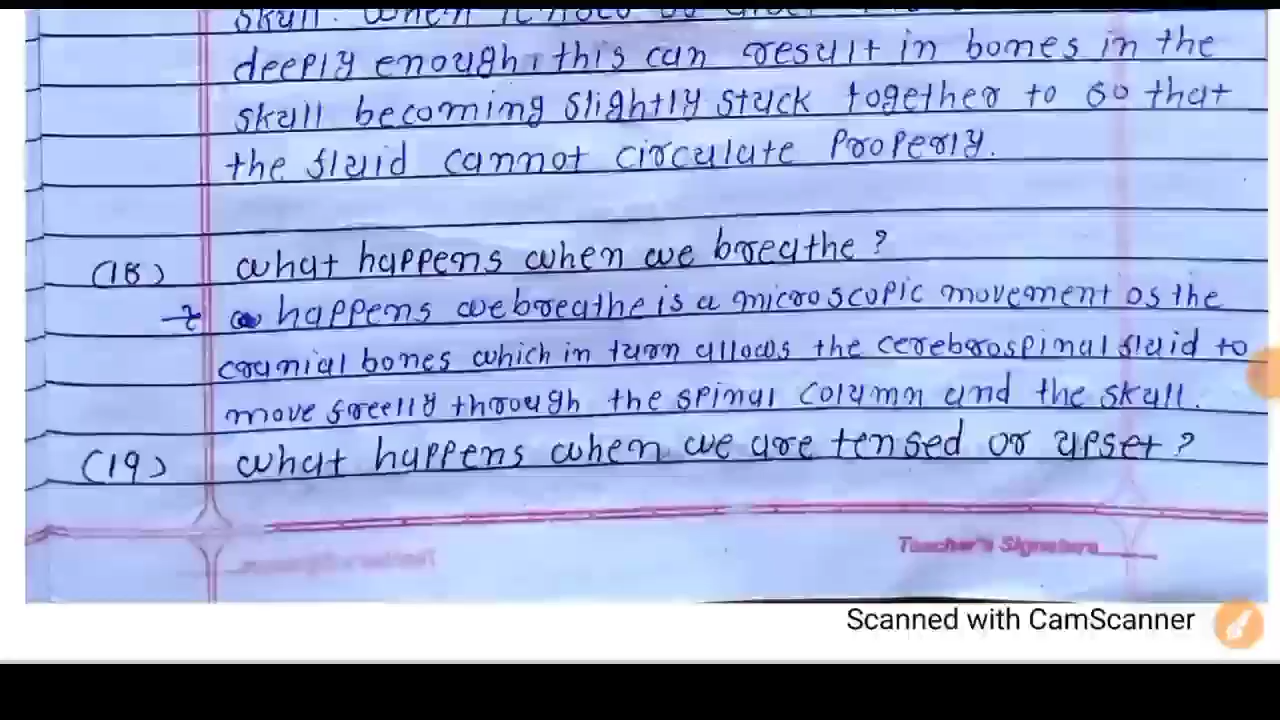 skull. when it
deeply enough, this can result in bones in the
skull becoming slightly stuck together to so that
the fluid cannot circulate properly.
(18) what happens when we breathe?
happens we breathe is a microscopic movement os the
cranial bones which in turn allows the cerebrospinal fluid to
move freelly through the spinal column and the skull.
(19) what happens when we are tensed or upset?
Teacher's Signature
Scanned with CamScanner